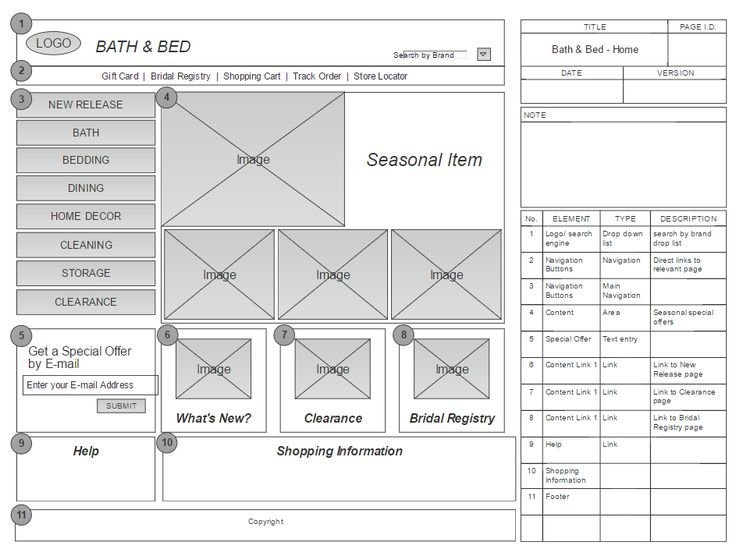 1
LOGO
BATH & BED
Search by Brand
2
Gift Card | Bridal Registry | Shopping Cart | Track Order | Store Locator
3
NEW RELEASE
BATH
BEDDING
DINING
HOME DECOR
CLEANING
STORAGE
CLEARANCE
4
Image
Seasonal Item
Image
Image
Image
5
Get a Special Offer
by E-mail
Enter your E-mail Address
SUBMIT
6
Image
What's New?
7
Image
Clearance
8
Image
Bridal Registry
9
Help
10
Shopping Information
11
Copyright
TITLE PAGE I.D.
Bath & Bed - Home
DATE VERSION
NOTE
No. ELEMENT TYPE DESCRIPTION
1 Logo/ search Drop down search by brand
engine list drop list
2 Navigation Navigation Direct links to
Buttons relevant page
3 Navigation Main
Buttons Navigation
4 Content Area Seasonal special
offers
5 Special Offer Text entry
6 Content Link 1 Link Link to New
Release page
7 Content Link 1 Link Link to Clearance
page
8 Content Link 1 Link Link to Bridal
Registry page
9 Help Link
10 Shopping
Information
11 Footer